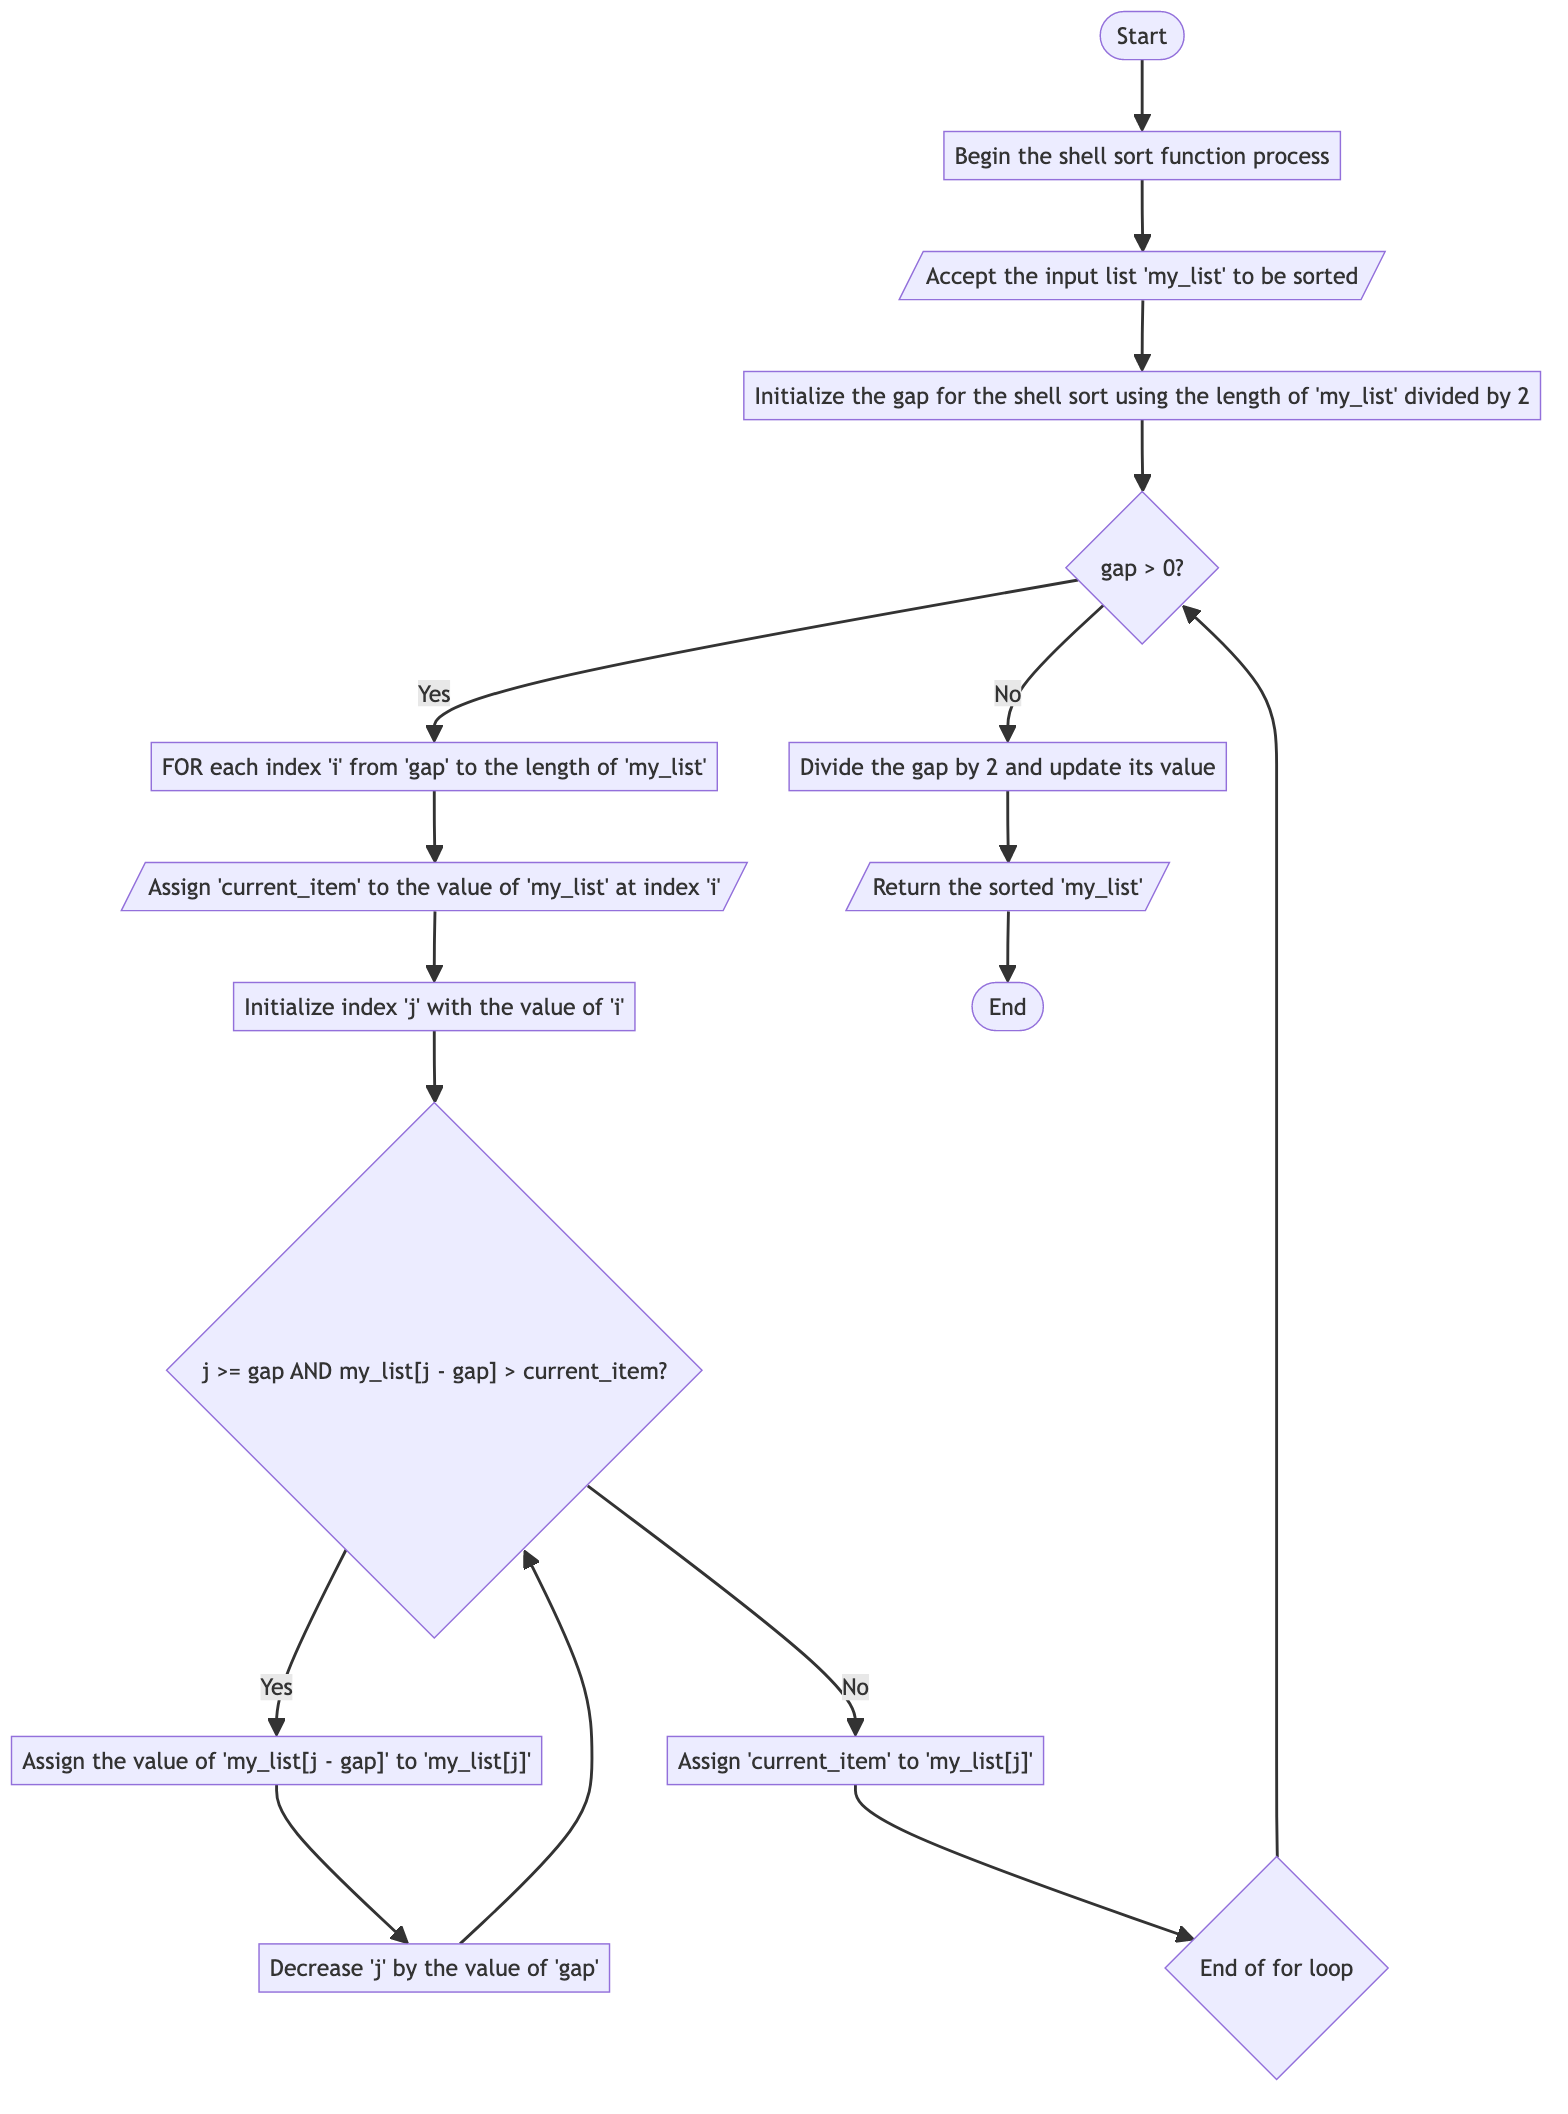 Start
Begin the shell sort function process
Accept the input list 'my_list' to be sorted
Initialize the gap for the shell sort using the length of 'my_list' divided by 2
gap > 0?
Yes
No
FOR each index 'i' from 'gap' to the length of 'my_list'
Divide the gap by 2 and update its value
Assign 'current_item' to the value of 'my_list' at index 'i'
Return the sorted 'my_list'
Initialize index 'j' with the value of 'i'
End
j >= gap AND my_list[j - gap] > current_item?
Yes
No
Assign the value of 'my_list[j - gap]' to 'my_list[j]'
Assign 'current_item' to 'my_list[j]'
Decrease 'j' by the value of 'gap'
End of for loop